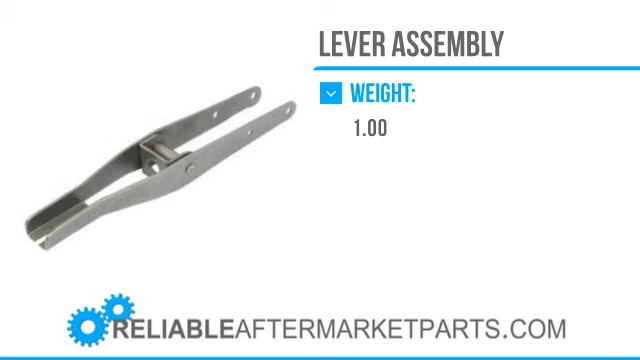 LEVER ASSEMBLY
WEIGHT:
1.00
RELIABLEAFTERMARKETPARTS.COM